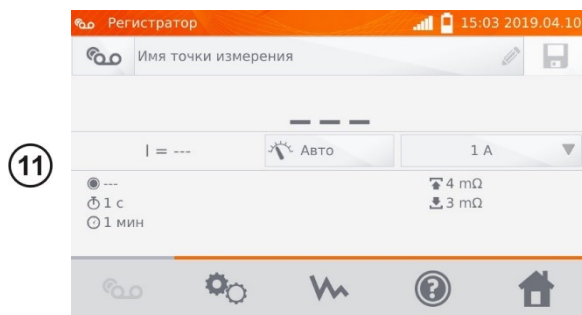 Регистратор 15:03 2019.04.10
Имя точки измерения
---
I = --- Авто 1 A
11
--- 4 mΩ
1 с 3 mΩ
1 мин
?